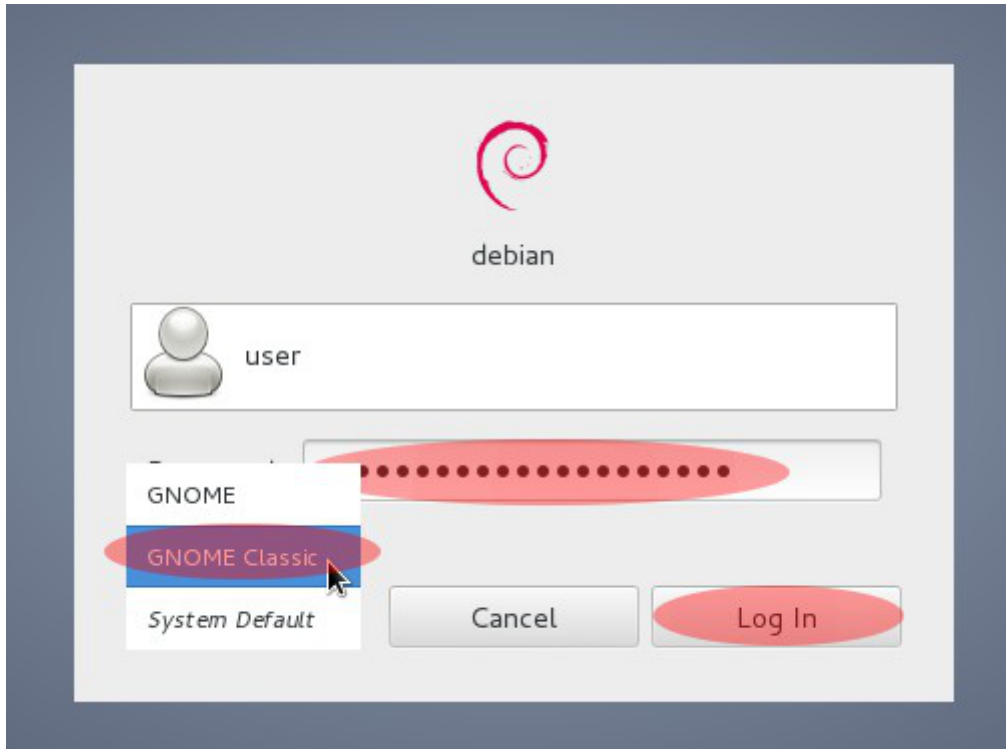 debian
user
GNOME
GNOME Classic
System Default
Cancel
Log In